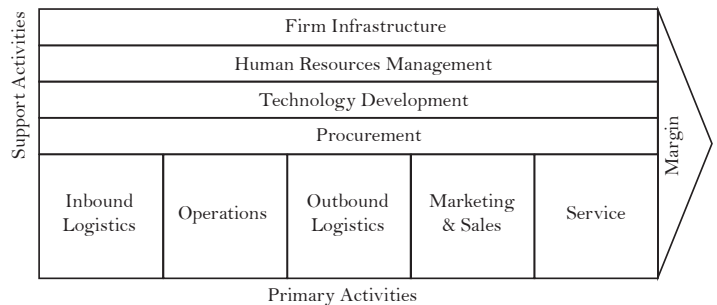 Support Activities
Firm Infrastructure
Human Resources Management
Technology Development
Procurement
Inbound
Logistics
Operations
Outbound
Logistics
Marketing
& Sales
Service
Margin
Primary Activities